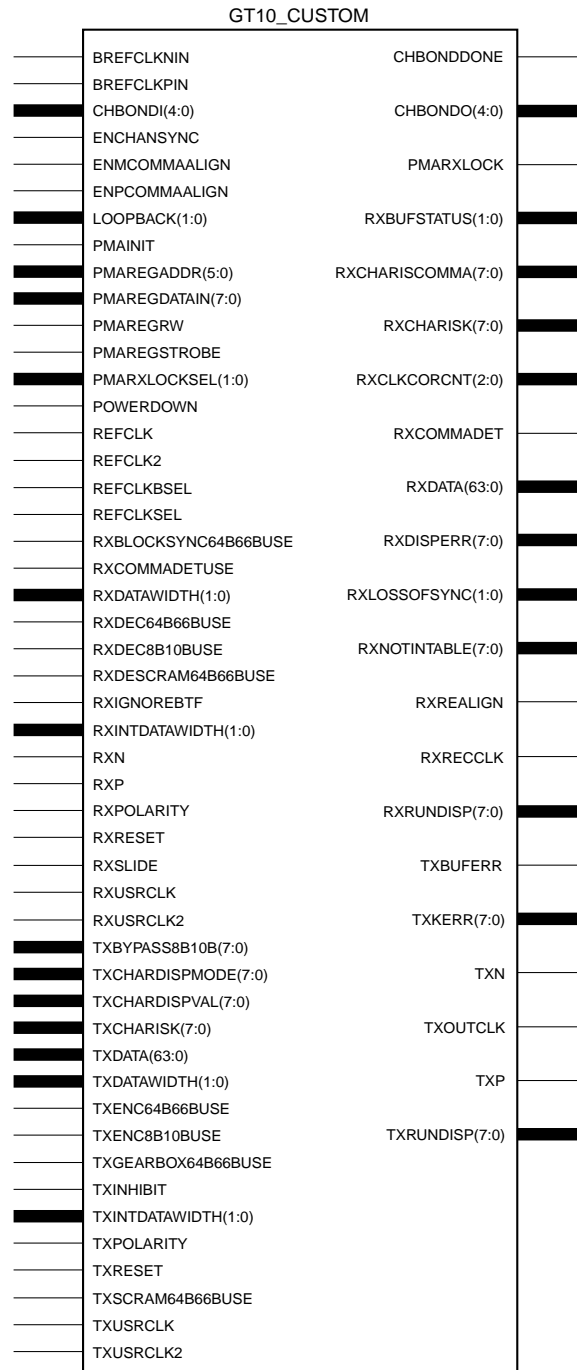 GT10_CUSTOM
BREFCLKNIN
BREFCLKPIN
CHBONDI(4:0)
ENCHANSYNC
ENMCOMMAALIGN
ENPCOMMAALIGN
LOOPBACK(1:0)
PMAINIT
PMAREGADDR(5:0)
PMAREGDATAIN(7:0)
PMAREGRW
PMAREGSTROBE
PMARXLOCKSEL(1:0)
POWERDOWN
REFCLK
REFCLK2
REFCLKBSEL
REFCLKSEL
RXBLOCKSYNC64B66BUSE
RXCOMMADETUSE
RXDATAWIDTH(1:0)
RXDEC64B66BUSE
RXDEC8B10BUSE
RXDESCRAM64B66BUSE
RXIGNOREBTF
RXINTDATAWIDTH(1:0)
RXN
RXP
RXPOLARITY
RXRESET
RXSLIDE
RXUSRCLK
RXUSRCLK2
TXBYPASS8B10B(7:0)
TXCHARDISPMODE(7:0)
TXCHARDISPVAL(7:0)
TXCHARISK(7:0)
TXDATA(63:0)
TXDATAWIDTH(1:0)
TXENC64B66BUSE
TXENC8B10BUSE
TXGEARBOX64B66BUSE
TXINHIBIT
TXINTDATAWIDTH(1:0)
TXPOLARITY
TXRESET
TXSCRAM64B66BUSE
TXUSRCLK
TXUSRCLK2
CHBONDDONE
CHBONDO(4:0)
PMARXLOCK
RXBUFSTATUS(1:0)
RXCHARISCOMMA(7:0)
RXCHARISK(7:0)
RXCLKCORCNT(2:0)
RXCOMMADET
RXDATA(63:0)
RXDISPERR(7:0)
RXLOSSOFSYNC(1:0)
RXNOTINTABLE(7:0)
RXREALIGN
RXRECCLK
RXRUNDISP(7:0)
TXBUFERR
TXKERR(7:0)
TXN
TXOUTCLK
TXP
TXRUNDISP(7:0)